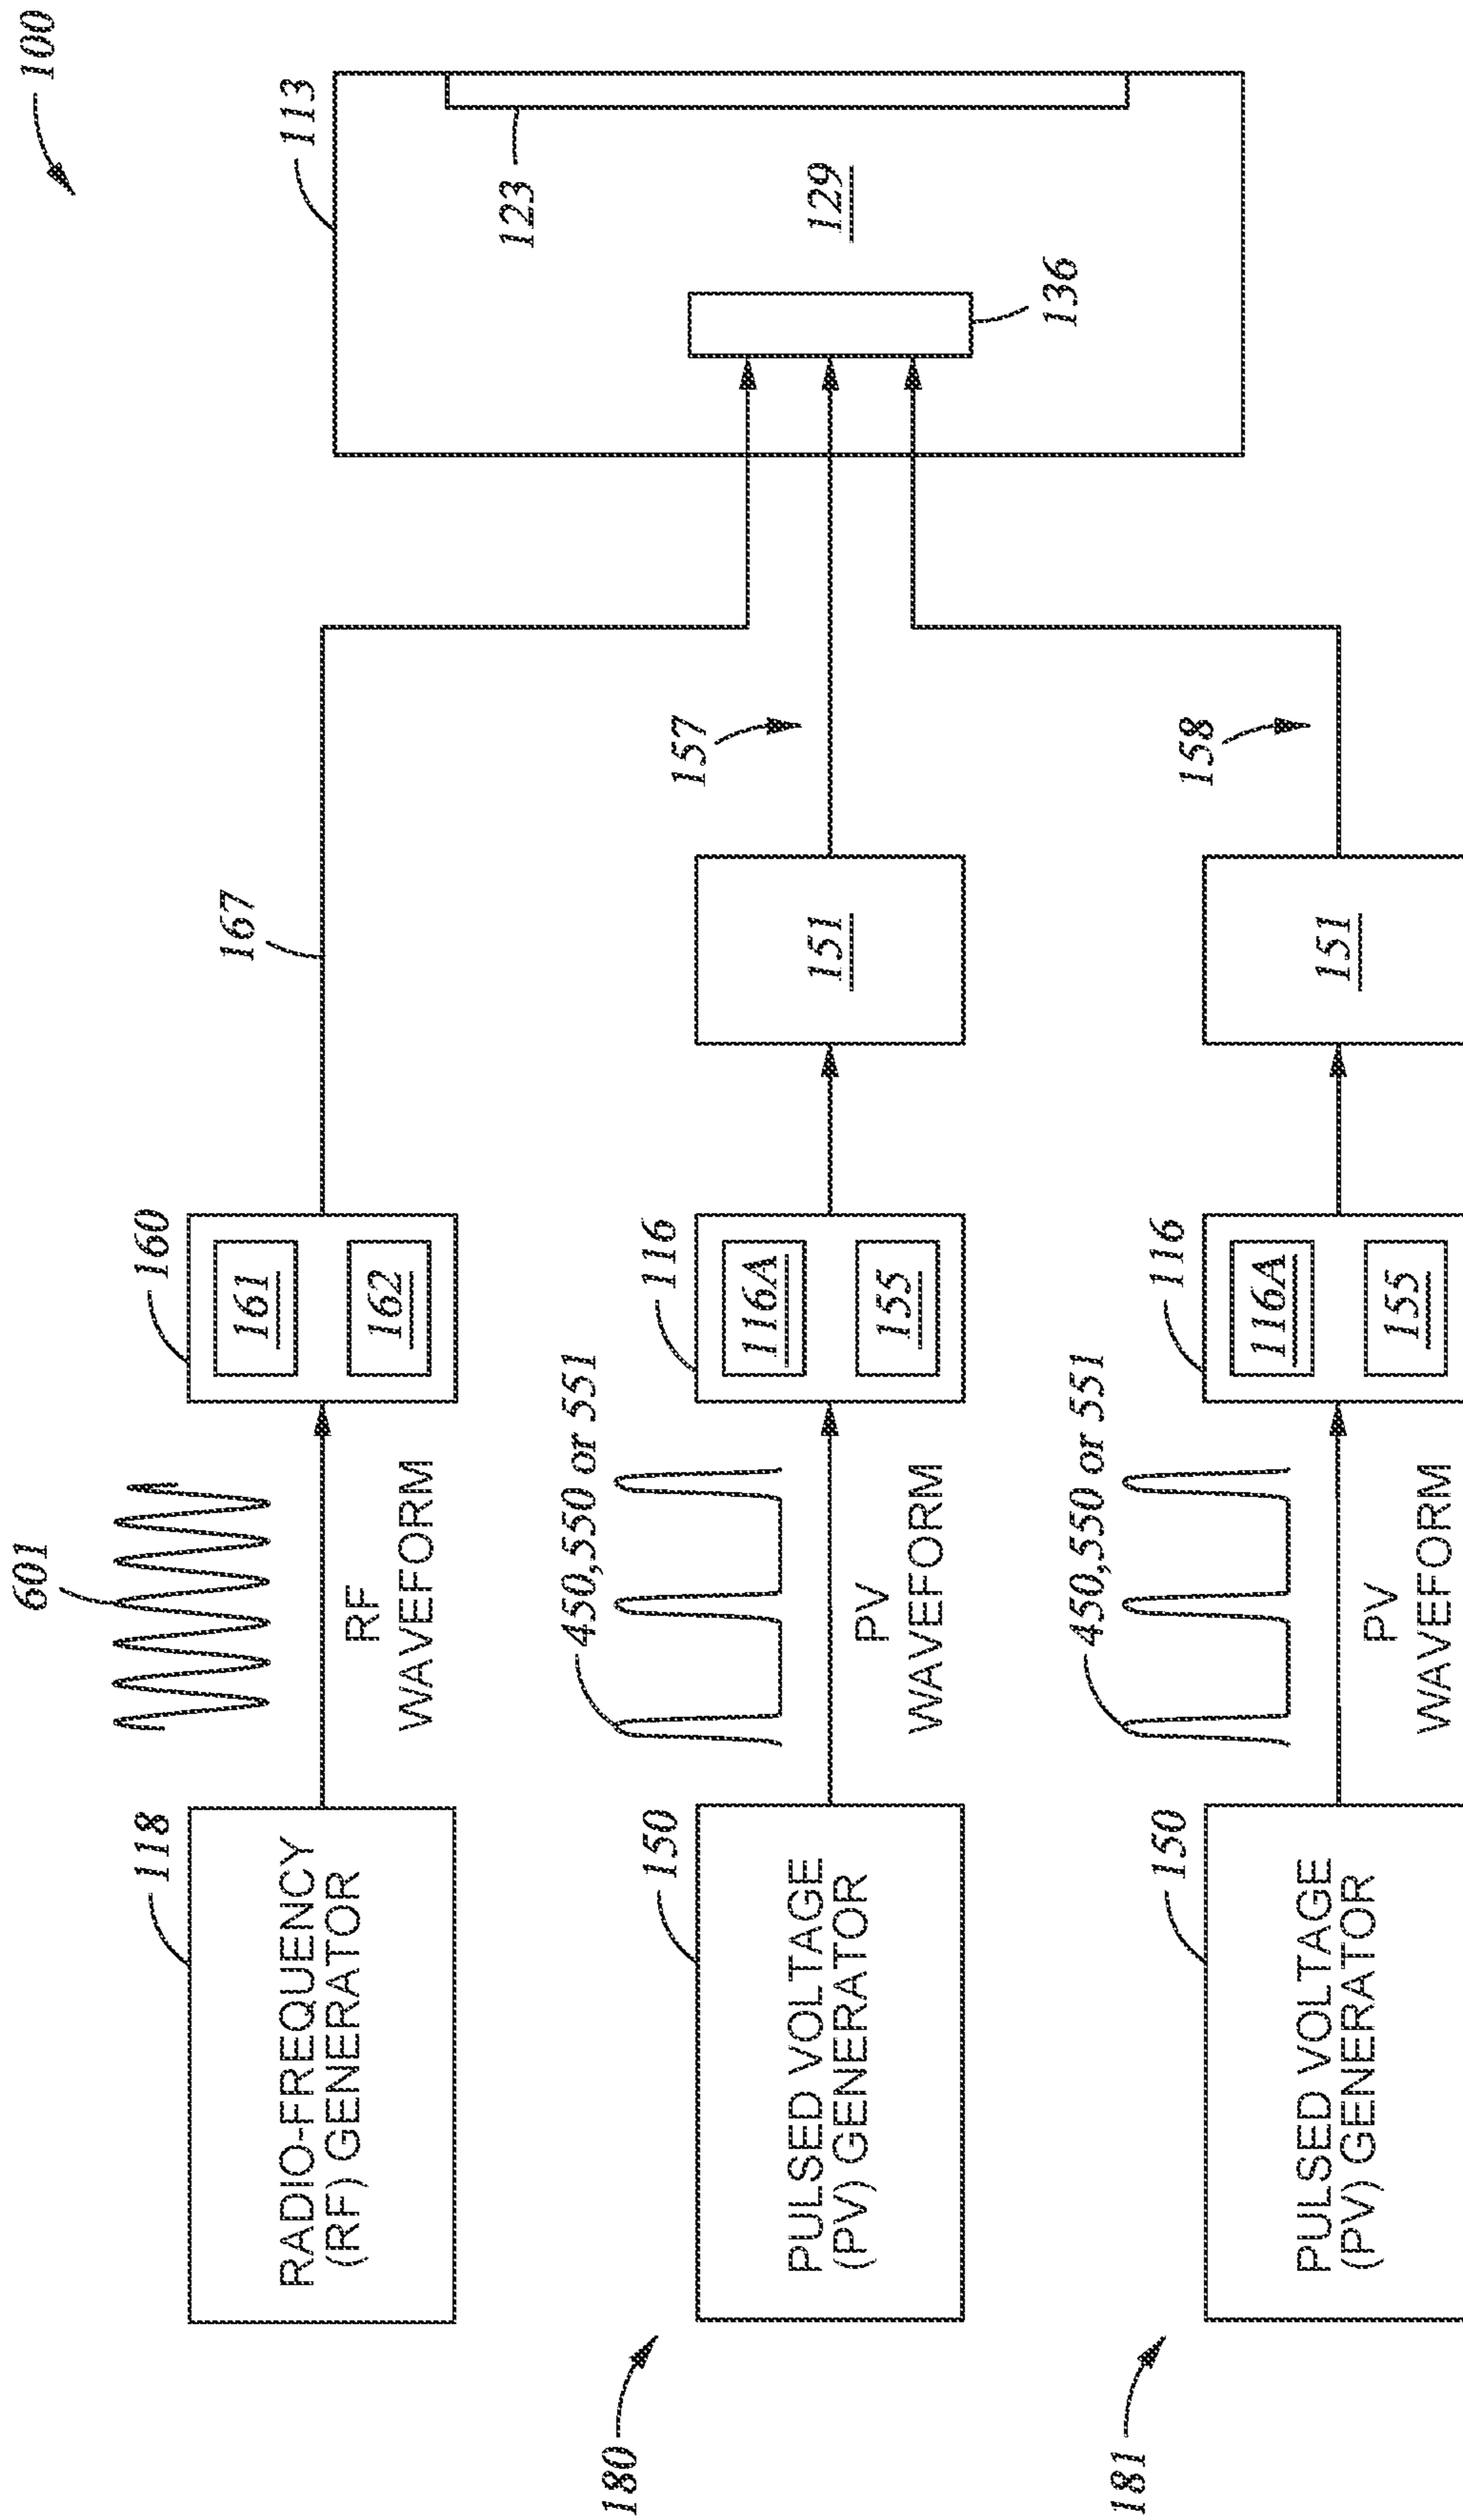 100
601
118
RADIO-FREQUENCY
(RF) GENERATOR
RF
WAVEFORM
160
161
162
167
113
123
129
136
180
150
PULSED VOLTAGE
(PV) GENERATOR
450,550 or 551
PV
WAVEFORM
116
116A
155
151
157
181
150
PULSED VOLTAGE
(PV) GENERATOR
450,550 or 551
PV
WAVEFORM
116
116A
155
151
158